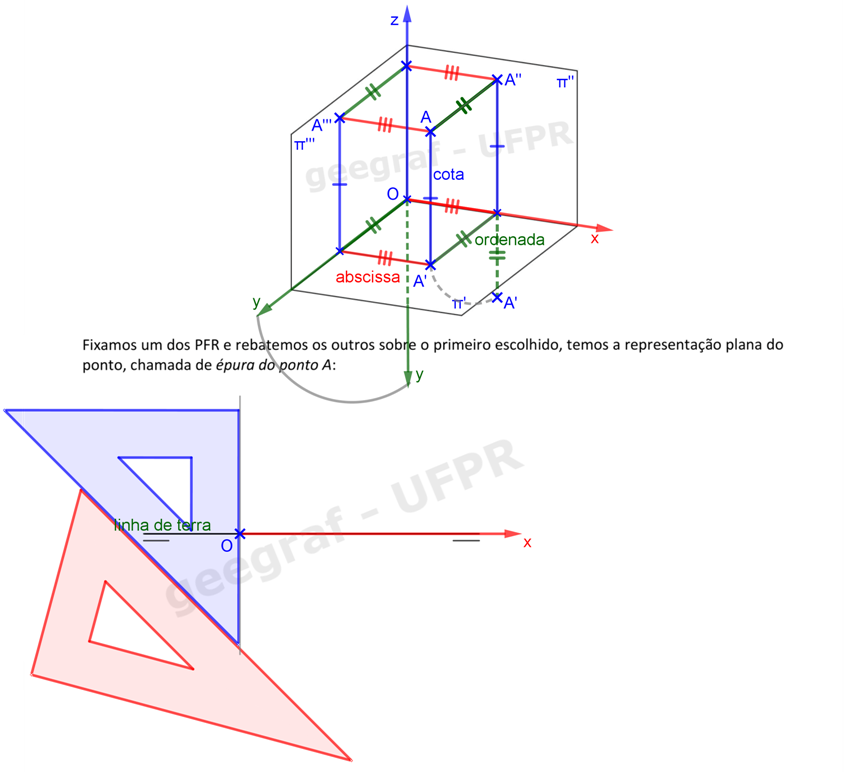 z
A"
π"
A
A'''
π'''
geegraf - UFPR
cota
O
ordenada
x
abscissa
A'
y
π'
A'
Fixamos um dos PFR e rebatemos os outros sobre o primeiro escolhido, temos a representação plana do
ponto, chamada de épura do ponto A:
y
geegraf - UFPR
linha de terra
O
x